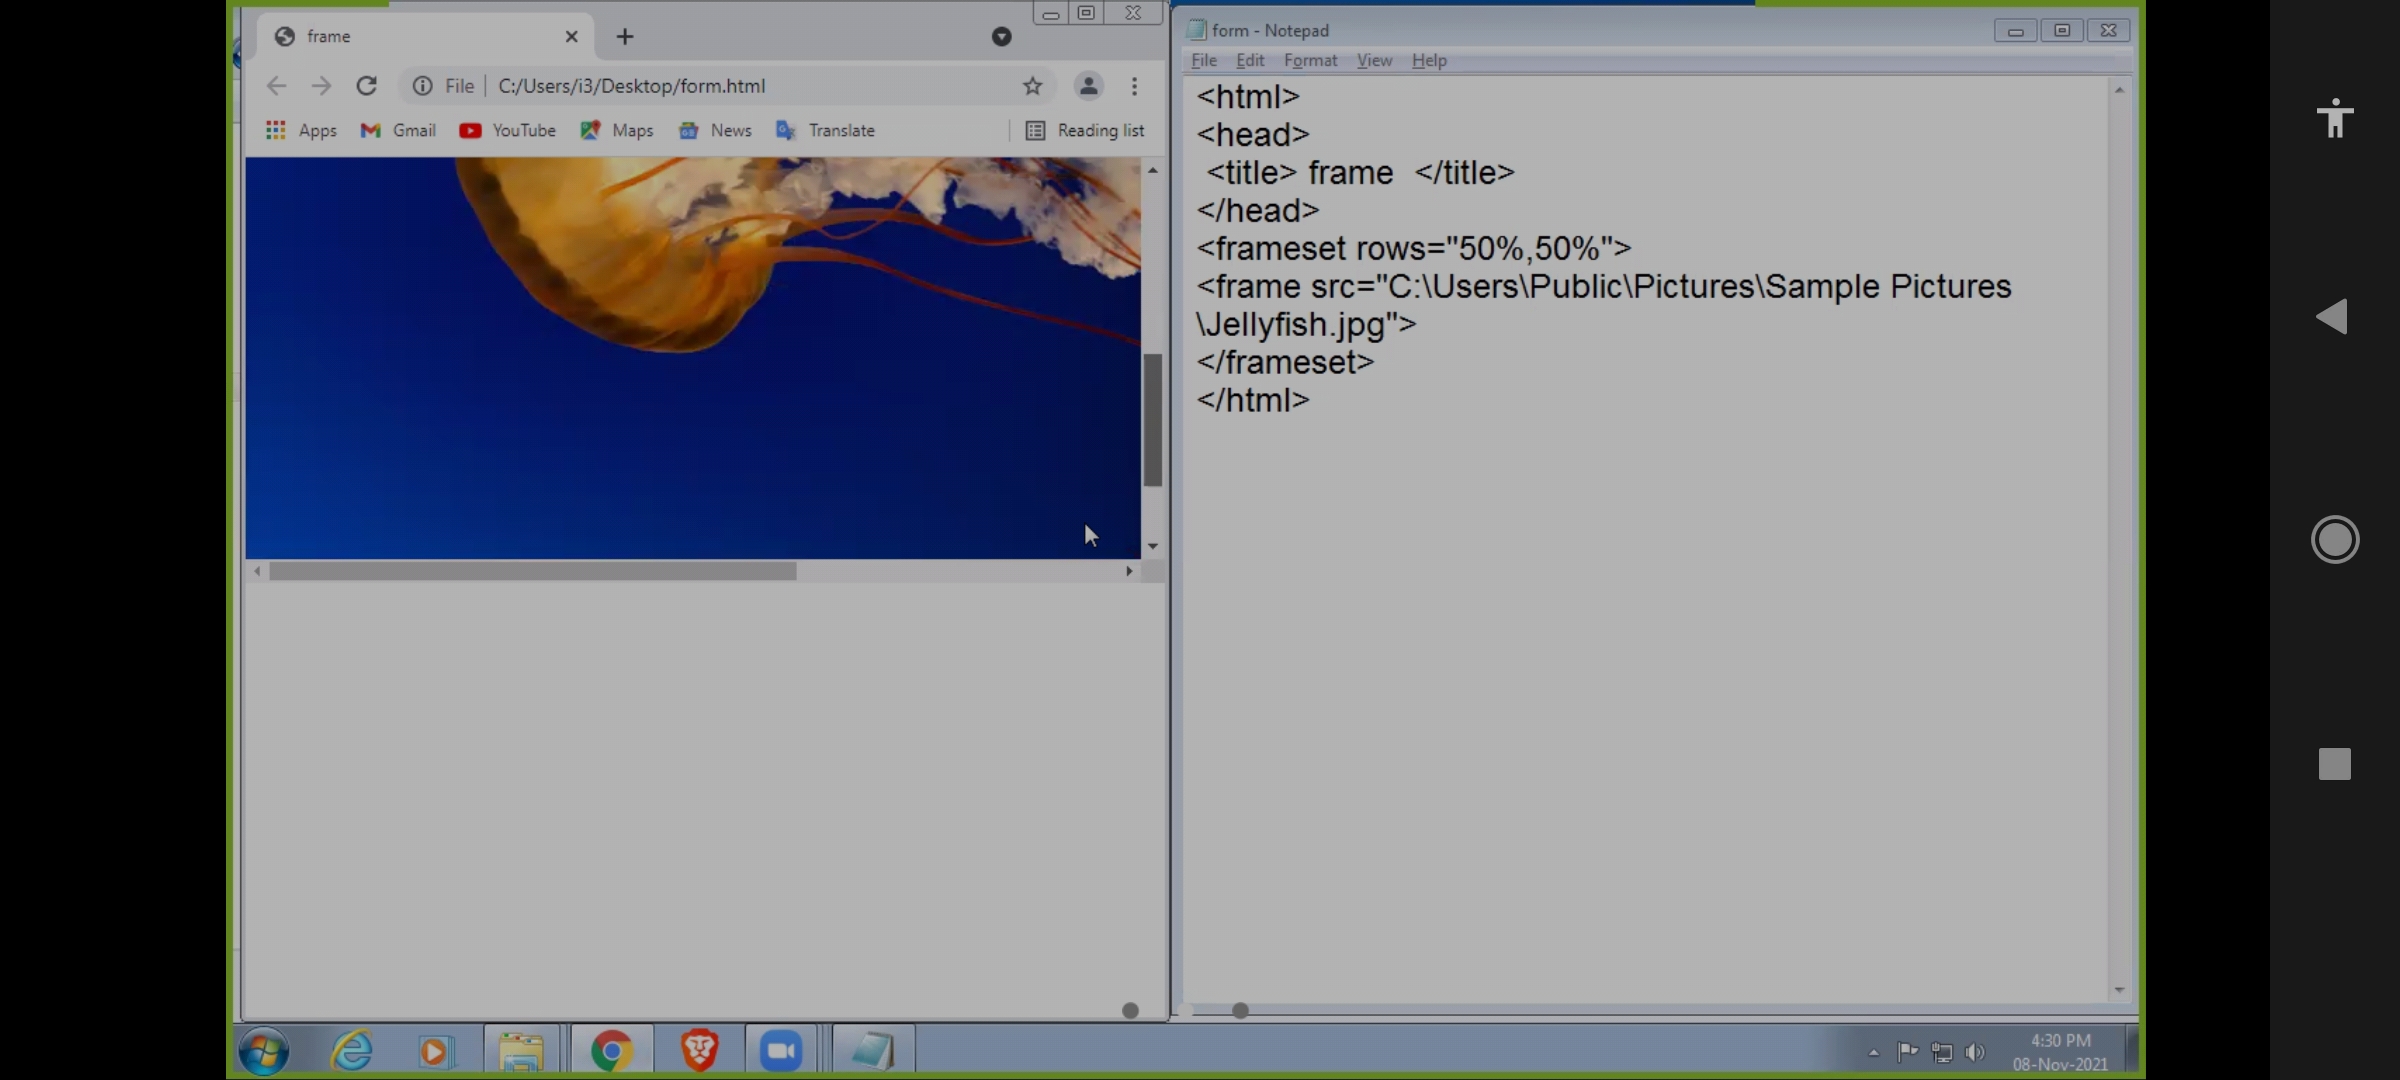 frame
File C:/Users/i3/Desktop/form.html
Apps Gmail YouTube Maps News Translate Reading list
form - Notepad
File Edit Format View Help
<html>
<head>
<title> frame </title>
</head>
<frameset rows="50%,50%">
<frame src="C:\Users\Public\Pictures\Sample Pictures
\Jellyfish.jpg">
</frameset>
</html>
4:30 PM
08-Nov-2021